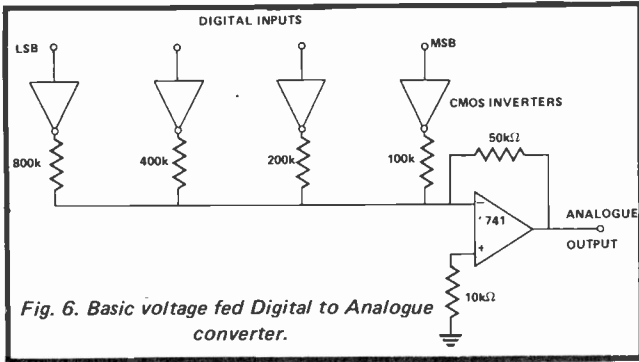 DIGITAL INPUTS
LSB
MSB
CMOS INVERTERS
800k
400k
200k
100k
50kΩ
−
'741
+
ANALOGUE
OUTPUT
10kΩ
Fig. 6. Basic voltage fed Digital to Analogue
converter.